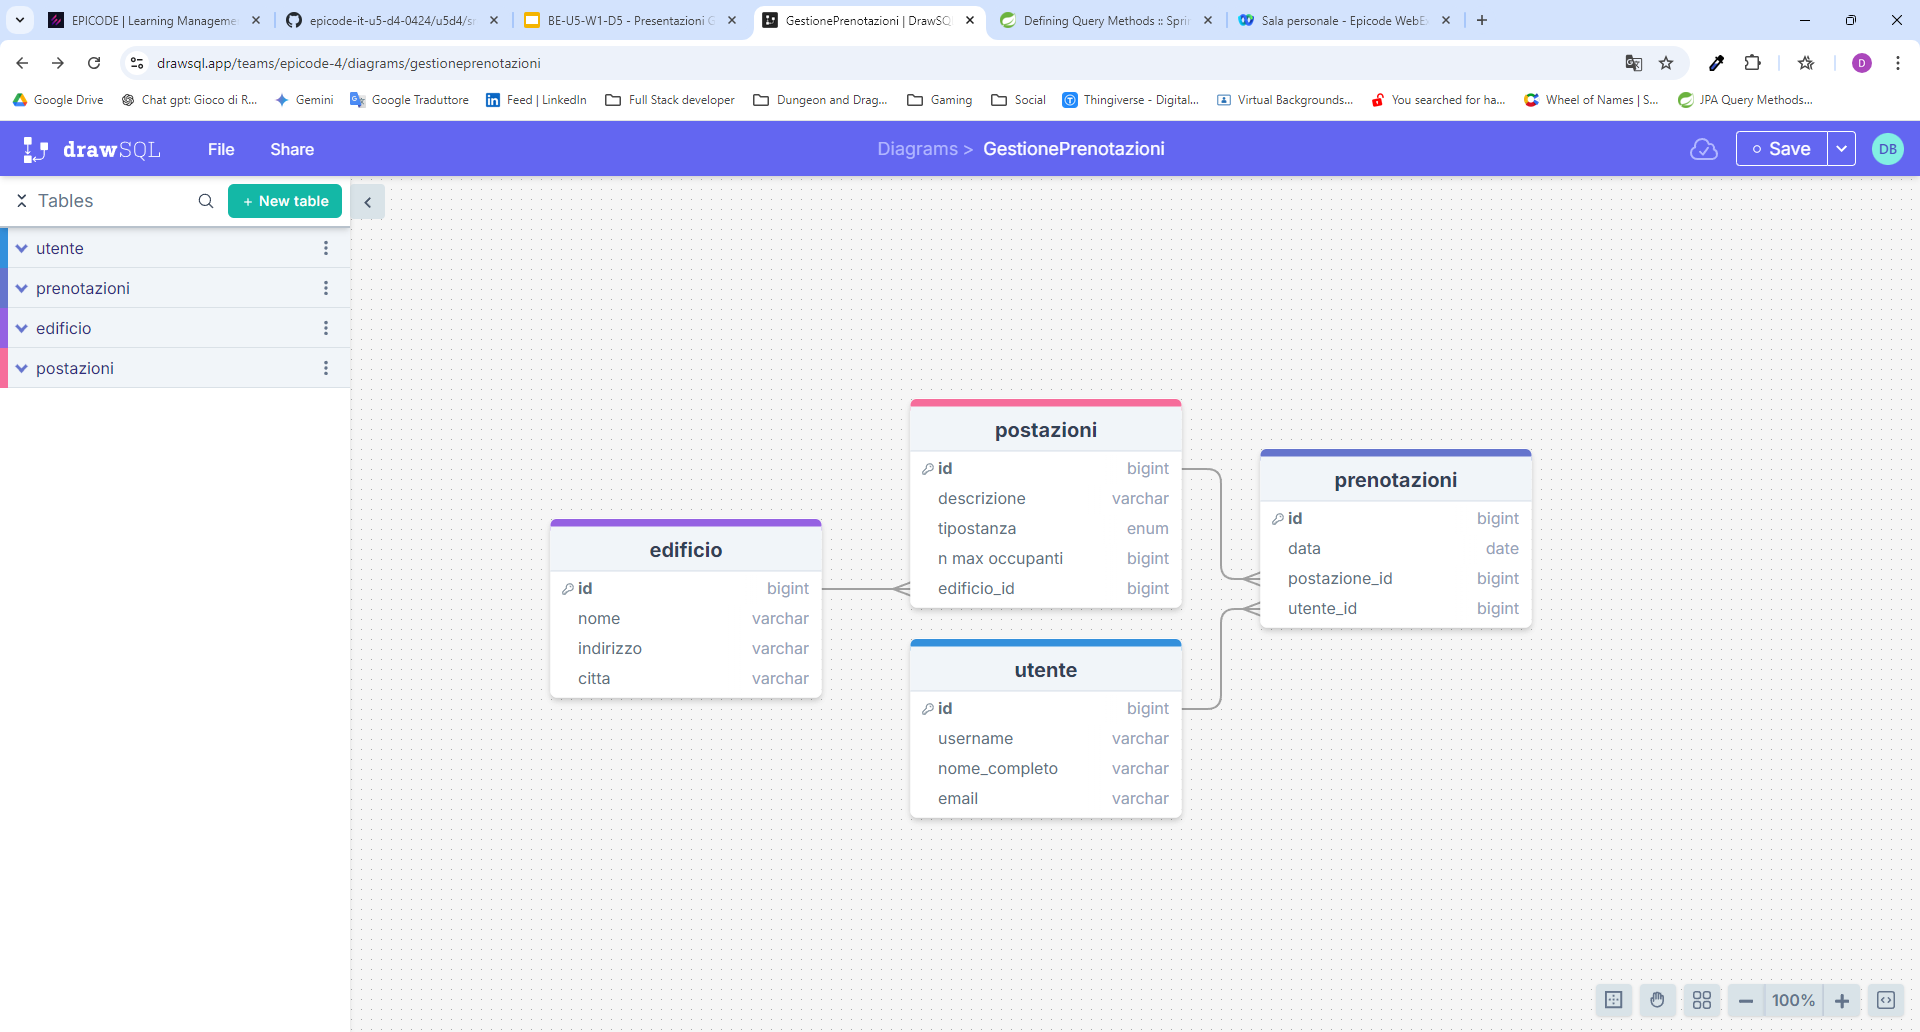 EPICODE | Learning Manageme
epicode-it-u5-d4-0424/u5d4/sr
BE-U5-W1-D5 - Presentazioni G
GestionePrenotazioni | DrawSQL
Defining Query Methods :: Sprin
Sala personale - Epicode WebEx
drawsql.app/teams/epicode-4/diagrams/gestioneprenotazioni
D
Google Drive
Chat gpt: Gioco di R...
Gemini
Google Traduttore
Feed | LinkedIn
Full Stack developer
Dungeon and Drag...
Gaming
Social
Thingiverse - Digital...
Virtual Backgrounds...
You searched for ha...
Wheel of Names | S...
JPA Query Methods...
drawSQL
File
Share
Diagrams > GestionePrenotazioni
Save
DB
Tables
+ New table
utente
prenotazioni
edificio
postazioni
postazioni
id bigint
descrizione varchar
tipostanza enum
n max occupanti bigint
edificio_id bigint
prenotazioni
id bigint
data date
postazione_id bigint
utente_id bigint
edificio
id bigint
nome varchar
indirizzo varchar
citta varchar
utente
id bigint
username varchar
nome_completo varchar
email varchar
100%